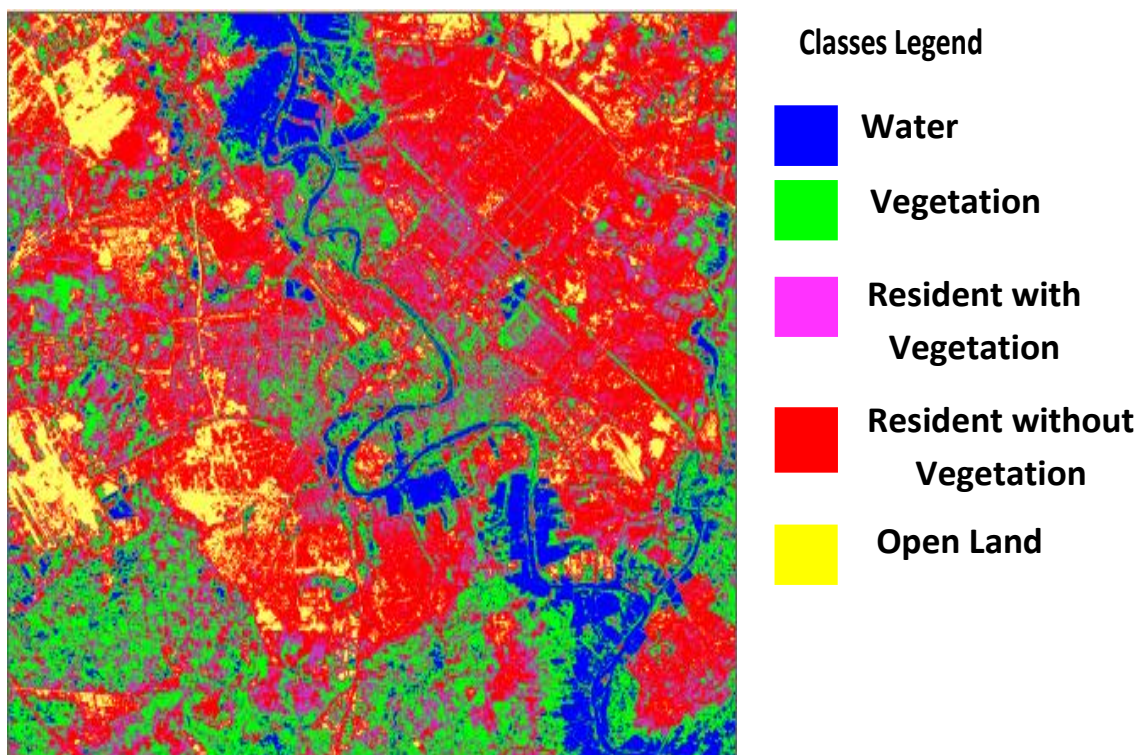 Classes Legend
Water
Vegetation
Resident with
Vegetation
Resident without
Vegetation
Open Land